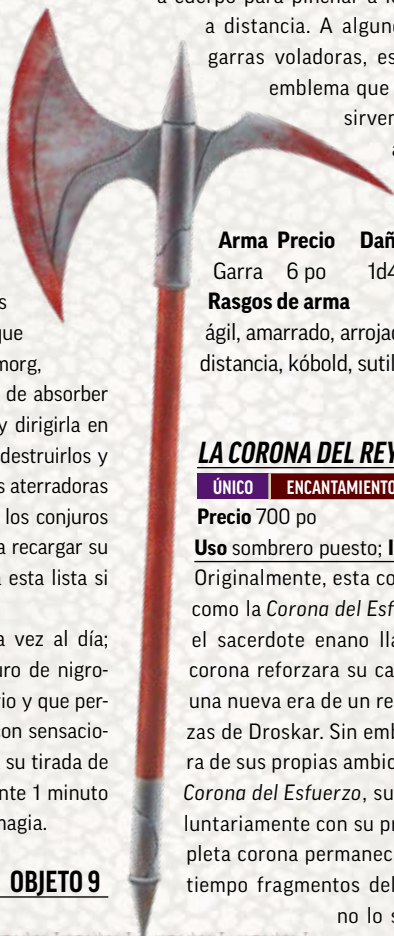 que
morg,
de absorber
y dirigirla en
destruirlos y
s aterradoras
los conjuros
a recargar su
esta lista si
a vez al día;
uro de nigro-
rio y que per-
con sensacio-
su tirada de
nte 1 minuto
magia.
OBJETO 9
a cuerpo para pinchar a
a distancia. A algun
garras voladoras, es
emblema que
sirven
Arma Precio Dañ
Garra 6 po 1d4
Rasgos de arma
ágil, amarrado, arrojad
distancia, kóbold, sutil
LA CORONA DEL REY
ÚNICO ENCANTAMIENTO
Precio 700 po
Uso sombrero puesto; I
Originalmente, esta co
como la Corona del Esf
el sacerdote enano lla
corona reforzara su ca
una nueva era de un re
zas de Droskar. Sin emb
ra de sus propias ambic
Corona del Esfuerzo, su
luntariamente con su pr
pleta corona permanec
tiempo fragmentos del
no lo s